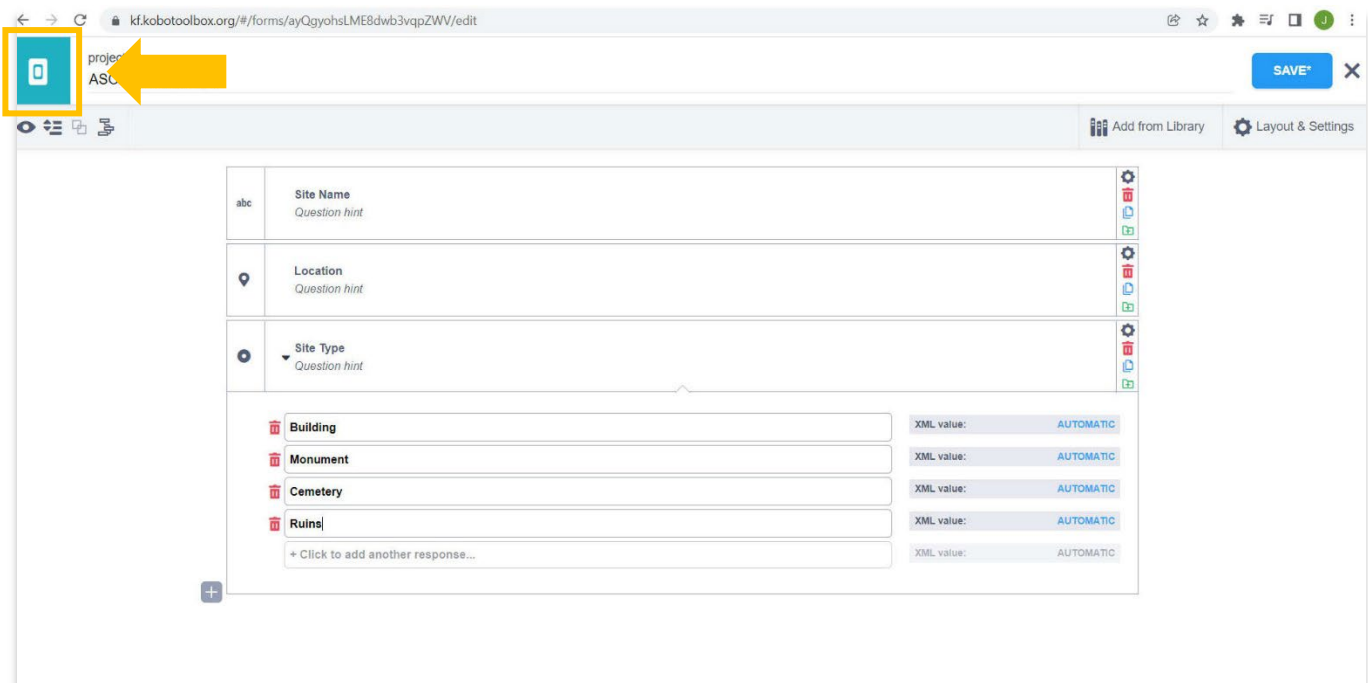 kf.kobotoolbox.org/#/forms/ayQgyohsLME8dwb3vqpZWV/edit
J
SAVE*
Add from Library
Layout & Settings
abc
Site Name
Question hint
Location
Question hint
Site Type
Question hint
Building XML value: AUTOMATIC
Monument XML value: AUTOMATIC
Cemetery XML value: AUTOMATIC
Ruins XML value: AUTOMATIC
+ Click to add another response... XML value: AUTOMATIC